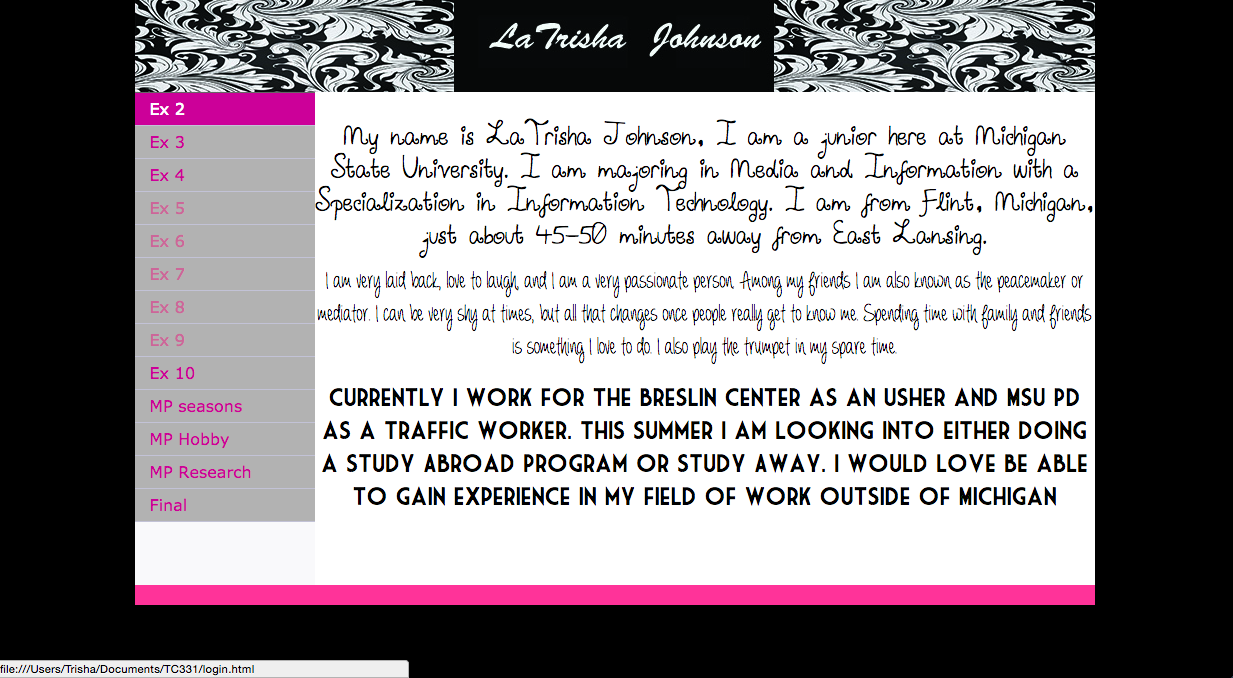 LaTrisha Johnson
Ex 2
Ex 3
Ex 4
Ex 5
Ex 6
Ex 7
Ex 8
Ex 9
Ex 10
MP seasons
MP Hobby
MP Research
Final
My name is LaTrisha Johnson, I am a junior here at Michigan
State University. I am majoring in Media and Information with a
Specialization in Information Technology. I am from Flint, Michigan,
just about 45-50 minutes away from East Lansing.
I am very laid back, love to laugh, and I am a very passionate person. Among my friends I am also known as the peacemaker or
mediator. I can be very shy at times, but all that changes once people really get to know me. Spending time with family and friends
is something I love to do. I also play the trumpet in my spare time.
CURRENTLY I WORK FOR THE BRESLIN CENTER AS AN USHER AND MSU PD
AS A TRAFFIC WORKER. THIS SUMMER I AM LOOKING INTO EITHER DOING
A STUDY ABROAD PROGRAM OR STUDY AWAY. I WOULD LOVE BE ABLE
TO GAIN EXPERIENCE IN MY FIELD OF WORK OUTSIDE OF MICHIGAN
file:///Users/Trisha/Documents/TC331/login.html